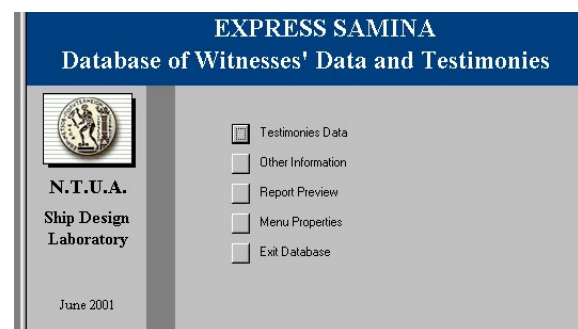 EXPRESS SAMINA
Database of Witnesses' Data and Testimonies
N.T.U.A.
Ship Design
Laboratory
June 2001
Testimonies Data
Other Information
Report Preview
Menu Properties
Exit Database